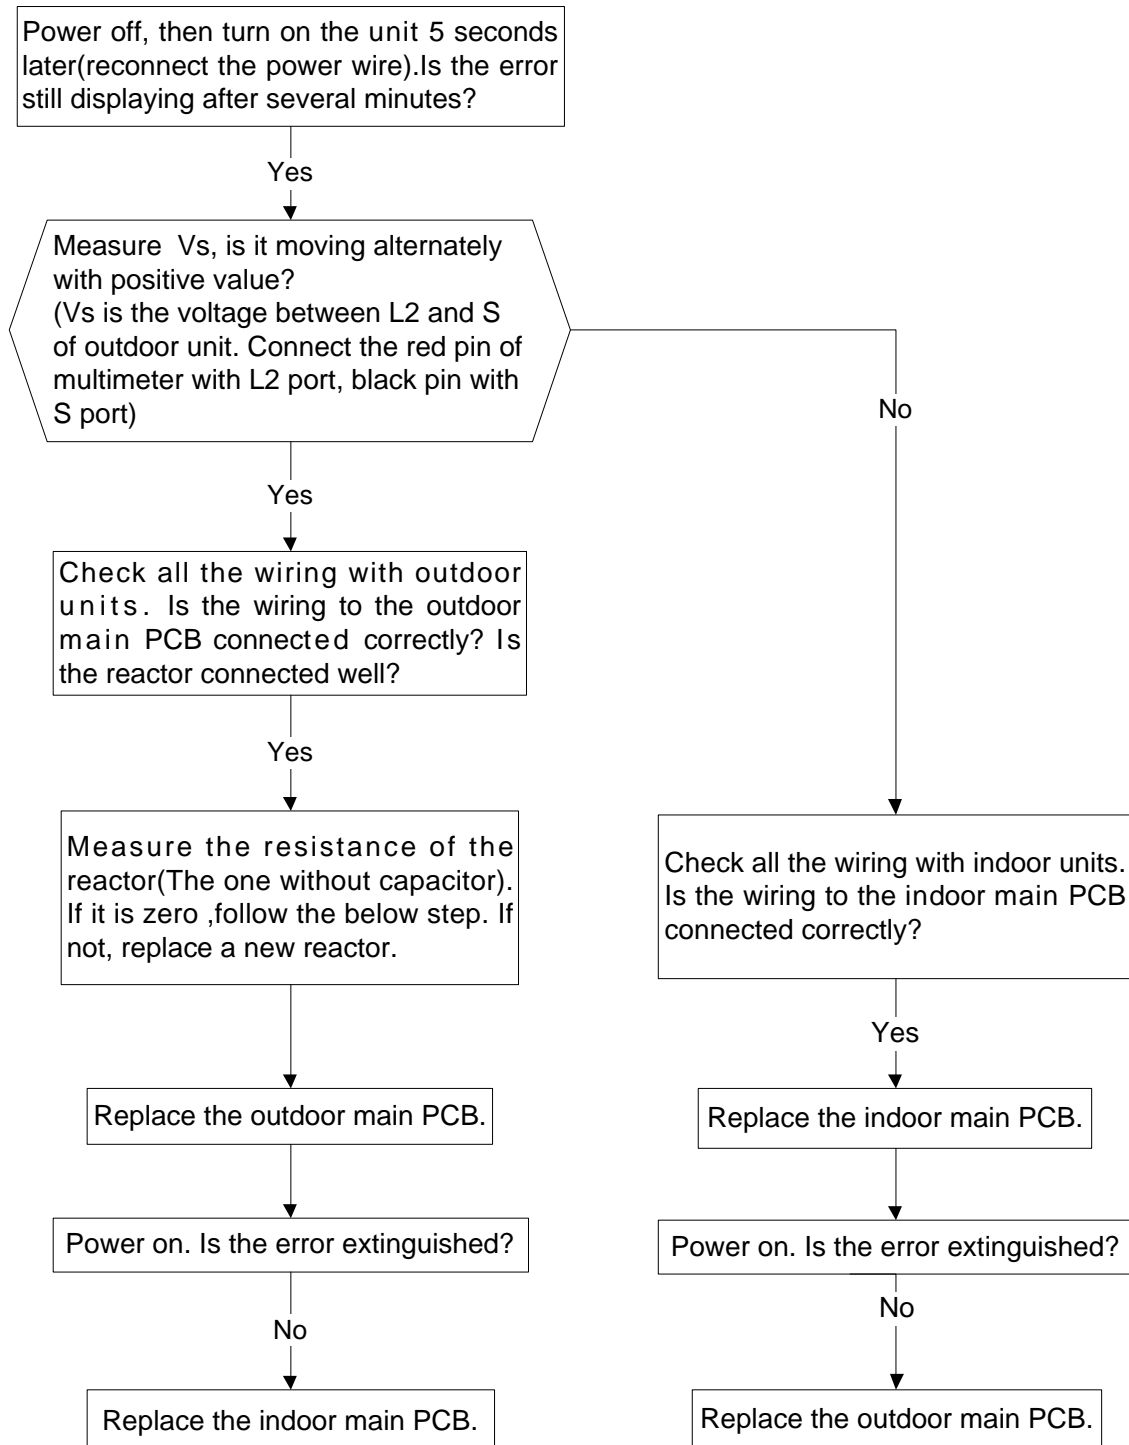 Power off, then turn on the unit 5 seconds
later(reconnect the power wire).Is the error
still displaying after several minutes?
Yes
Measure Vs, is it moving alternately
with positive value?
(Vs is the voltage between L2 and S
of outdoor unit. Connect the red pin of
multimeter with L2 port, black pin with
S port)
No
Yes
Check all the wiring with outdoor
units. Is the wiring to the outdoor
main PCB connected correctly? Is
the reactor connected well?
Yes
Measure the resistance of the
reactor(The one without capacitor).
If it is zero ,follow the below step. If
not, replace a new reactor.
Check all the wiring with indoor units.
Is the wiring to the indoor main PCB
connected correctly?
Yes
Replace the outdoor main PCB.
Replace the indoor main PCB.
Power on. Is the error extinguished?
Power on. Is the error extinguished?
No
No
Replace the indoor main PCB.
Replace the outdoor main PCB.